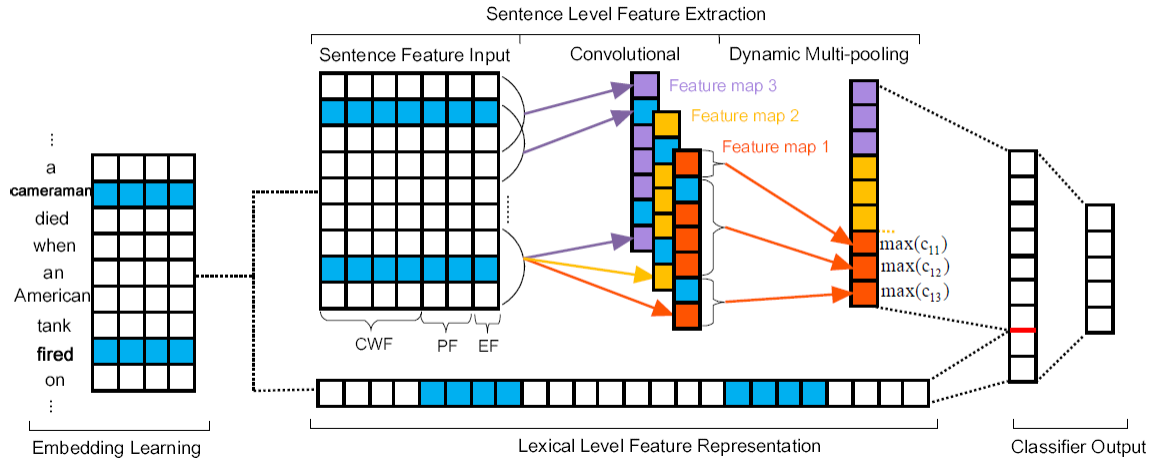 Sentence Level Feature Extraction
Sentence Feature Input
Convolutional
Dynamic Multi-pooling
Feature map 3
Feature map 2
Feature map 1
...
a
cameraman
died
when
an
American
tank
fired
on
...
max(c11)
max(c12)
max(c13)
CWF
PF
EF
Embedding Learning
Lexical Level Feature Representation
Classifier Output